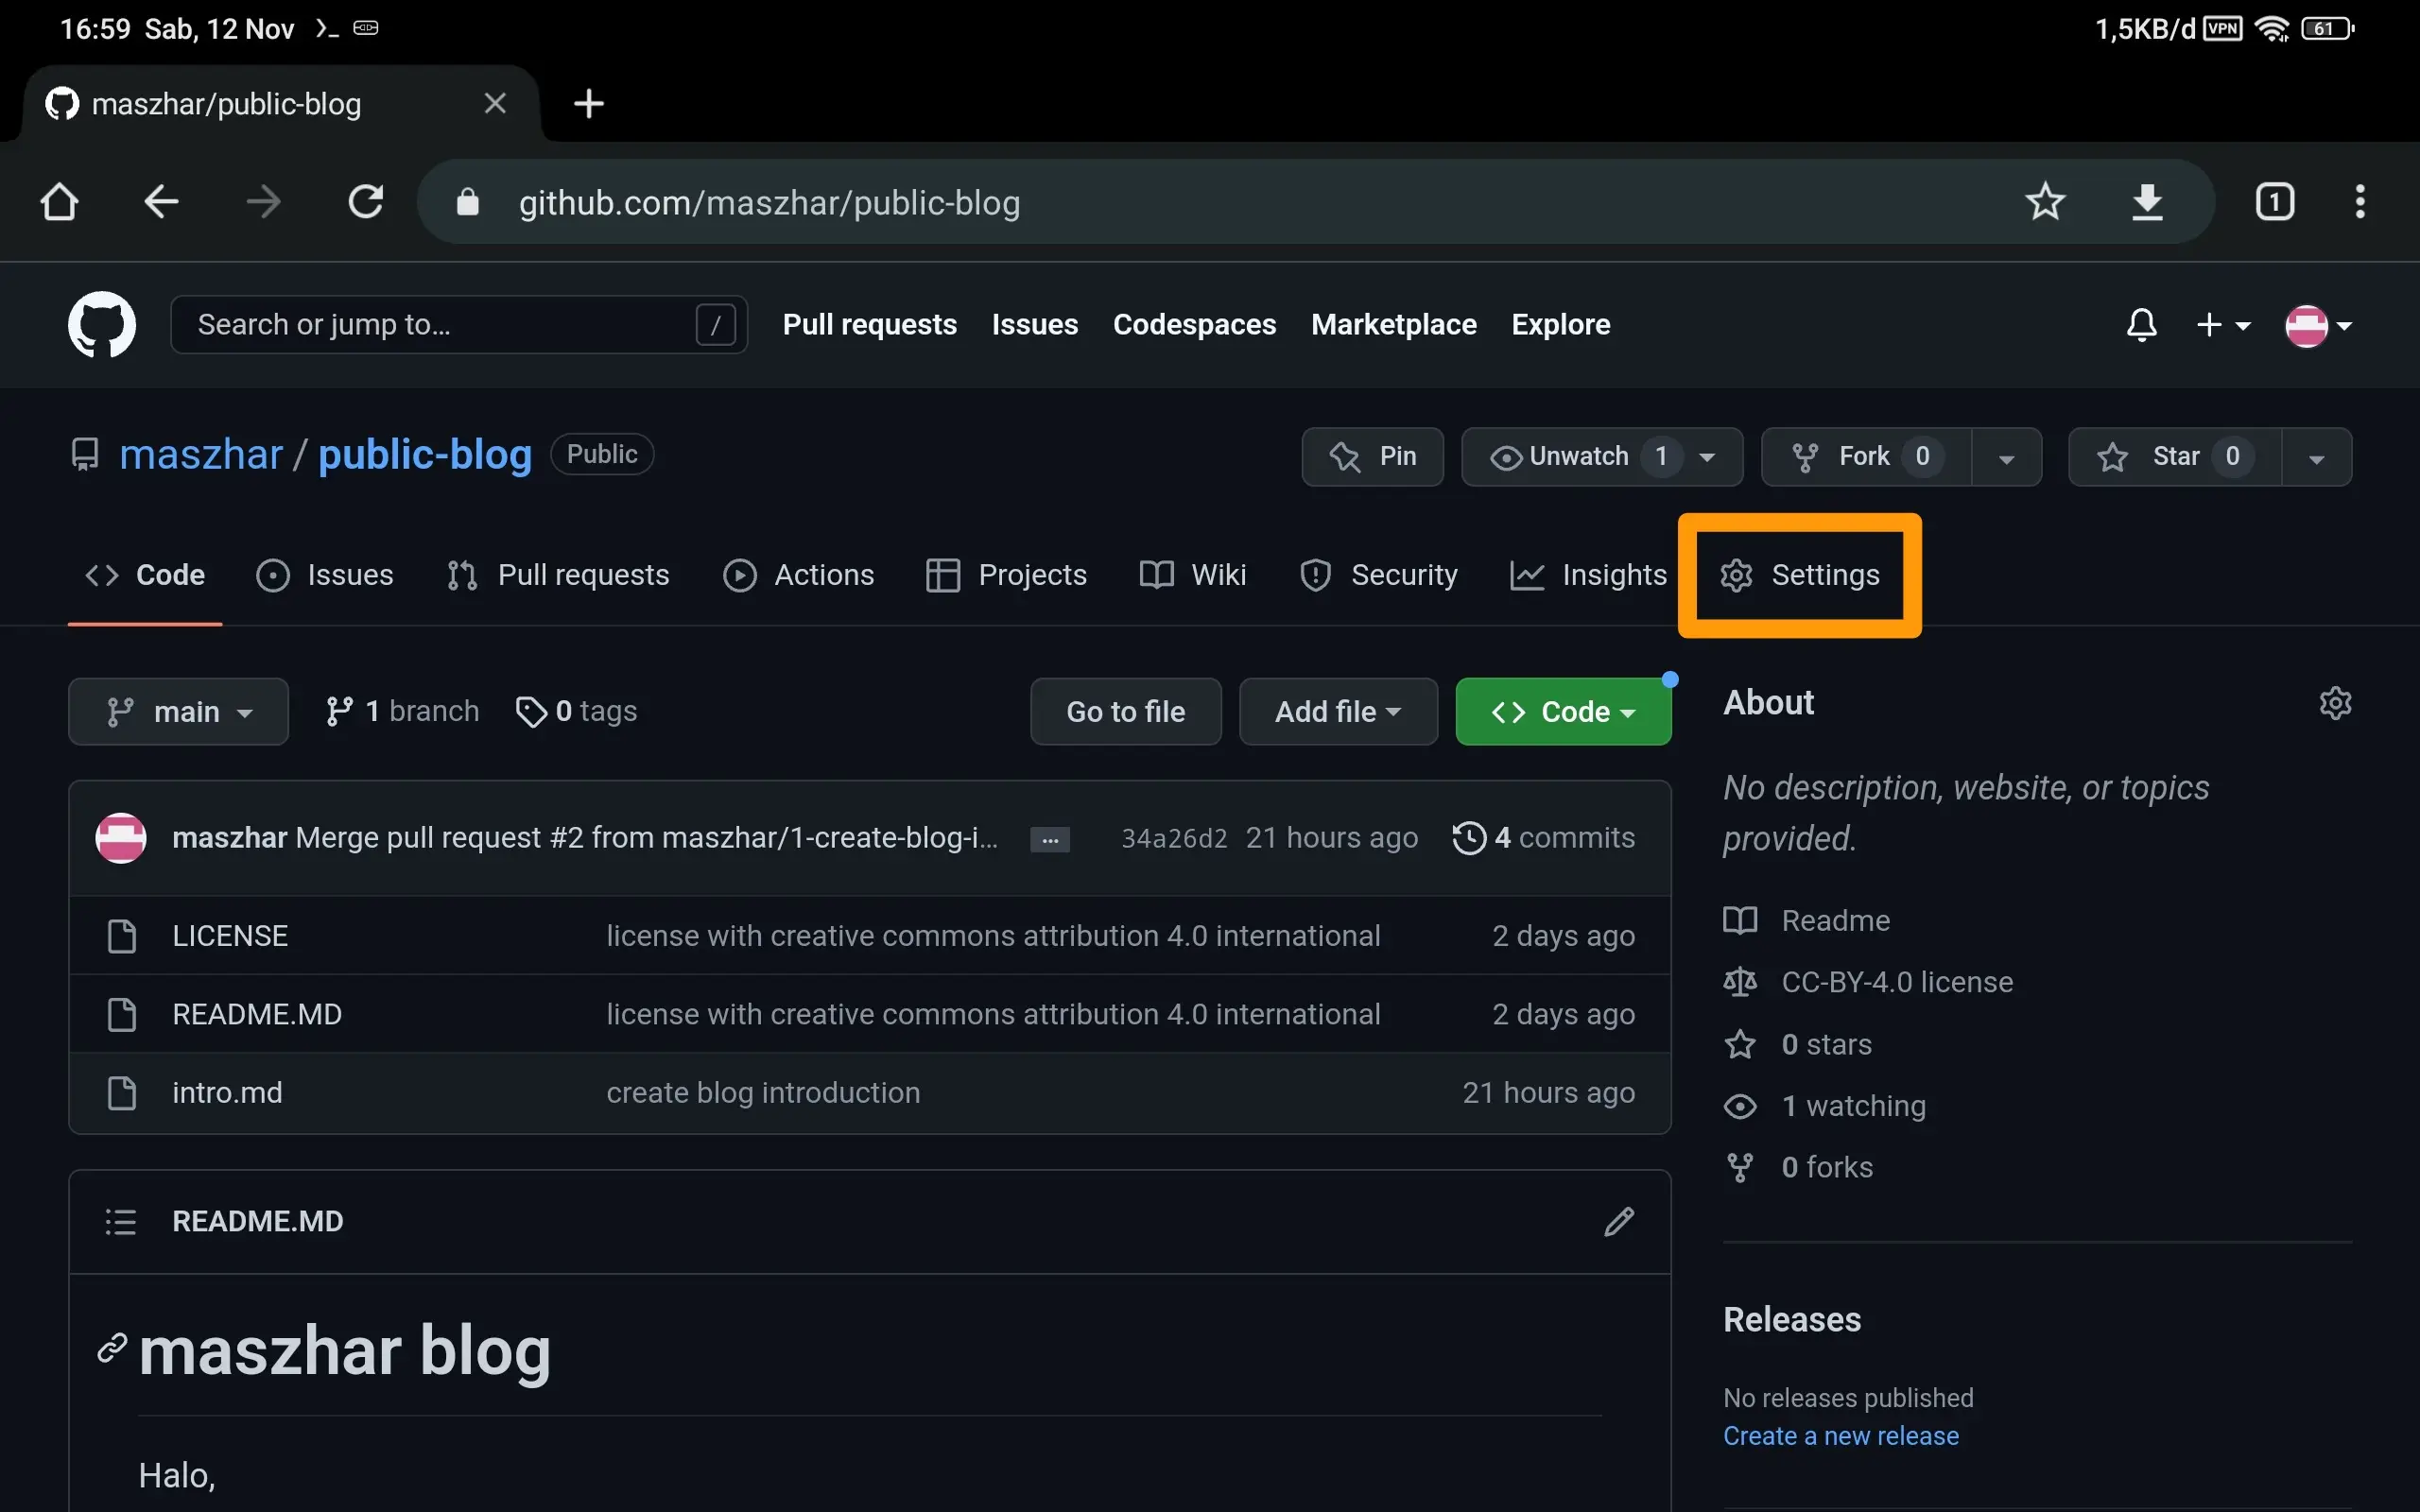 16:59 Sab, 12 Nov 1,5KB/d VPN 61
maszhar/public-blog
github.com/maszhar/public-blog 1
Search or jump to... / Pull requests Issues Codespaces Marketplace Explore
maszhar / public-blog Public Pin Unwatch 1 Fork 0 Star 0
Code Issues Pull requests Actions Projects Wiki Security Insights Settings
main 1 branch 0 tags Go to file Add file Code
maszhar Merge pull request #2 from maszhar/1-create-blog-i... ... 34a26d2 21 hours ago 4 commits
LICENSE license with creative commons attribution 4.0 international 2 days ago
README.MD license with creative commons attribution 4.0 international 2 days ago
intro.md create blog introduction 21 hours ago
README.MD
maszhar blog
Halo,
About
No description, website, or topics
provided.
Readme
CC-BY-4.0 license
0 stars
1 watching
0 forks
Releases
No releases published
Create a new release